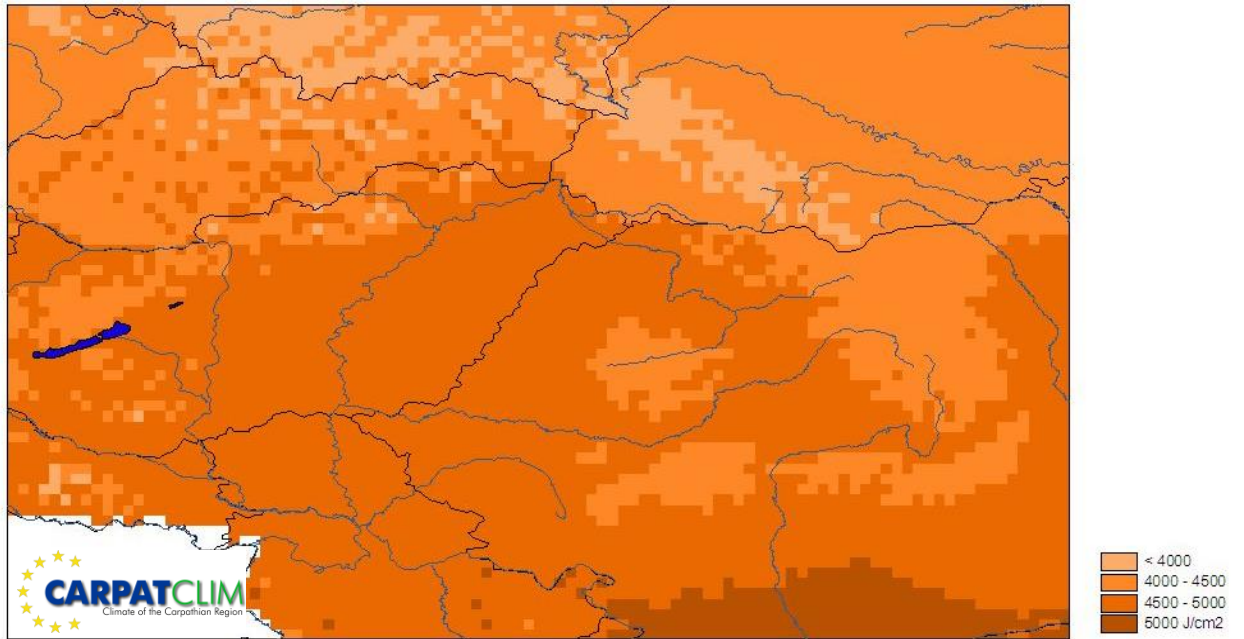 CARPATCLIM
Climate of the Carpathian Region
< 4000
4000 - 4500
4500 - 5000
5000 J/cm2